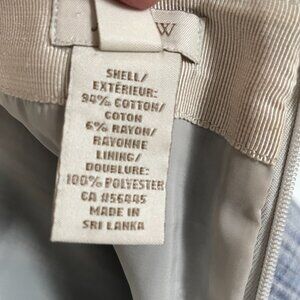 W
SHELL/
EXTÉRIEUR:
94% COTTON/
COTON
6% RAYON/
RAYONNE
LINING/
DOUBLURE:
100% POLYESTER
CA #56445
MADE IN
SRI LANKA